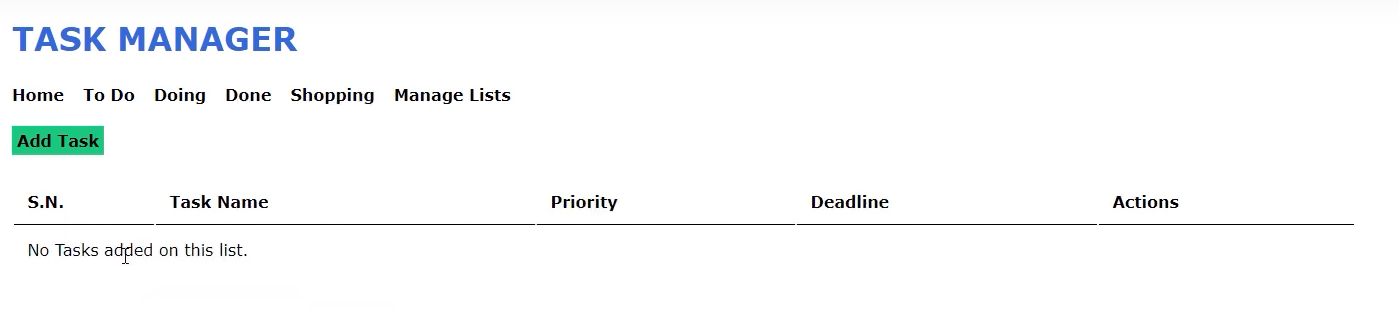 TASK MANAGER
Home To Do Doing Done Shopping Manage Lists
Add Task
S.N. Task Name Priority Deadline Actions
No Tasks added on this list.